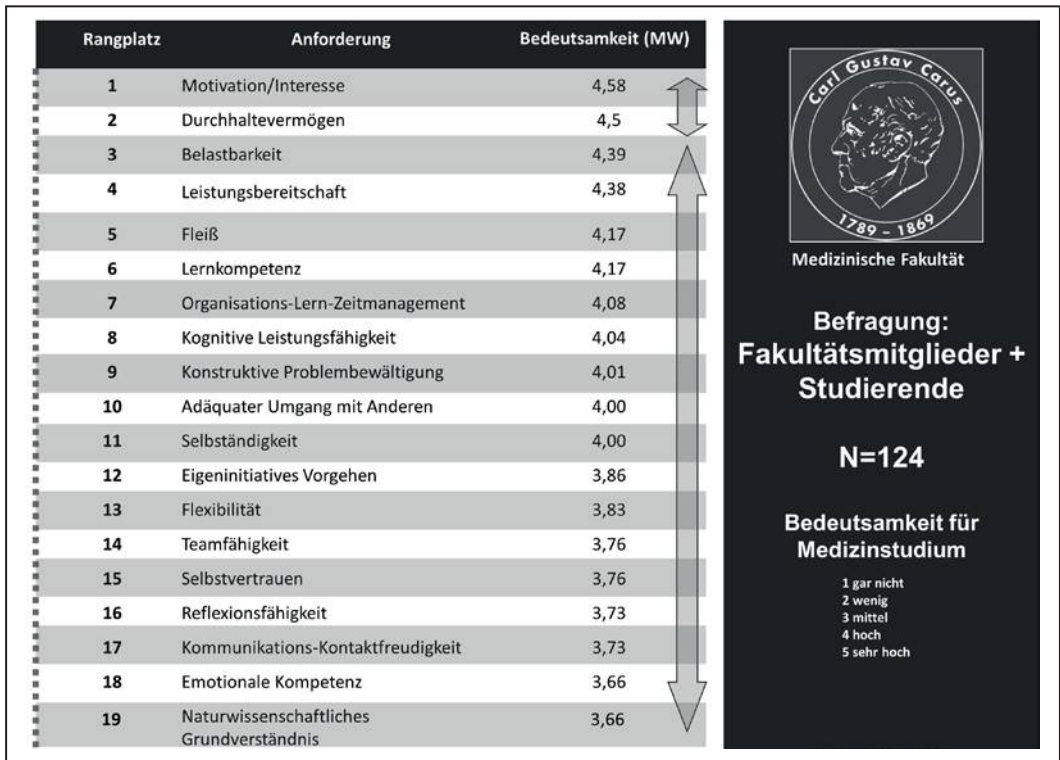 Rangplatz Anforderung Bedeutsamkeit (MW)
1 Motivation/Interesse 4,58
2 Durchhaltevermögen 4,5
3 Belastbarkeit 4,39
4 Leistungsbereitschaft 4,38
5 Fleiß 4,17
6 Lernkompetenz 4,17
7 Organisations-Lern-Zeitmanagement 4,08
8 Kognitive Leistungsfähigkeit 4,04
9 Konstruktive Problembewältigung 4,01
10 Adäquater Umgang mit Anderen 4,00
11 Selbständigkeit 4,00
12 Eigeninitiatives Vorgehen 3,86
13 Flexibilität 3,83
14 Teamfähigkeit 3,76
15 Selbstvertrauen 3,76
16 Reflexionsfähigkeit 3,73
17 Kommunikations-Kontaktfreudigkeit 3,73
18 Emotionale Kompetenz 3,66
19 Naturwissenschaftliches 3,66
Grundverständnis
Carl Gustav Carus
1789 – 1869
Medizinische Fakultät
Befragung:
Fakultätsmitglieder +
Studierende
N=124
Bedeutsamkeit für
Medizinstudium
1 gar nicht
2 wenig
3 mittel
4 hoch
5 sehr hoch